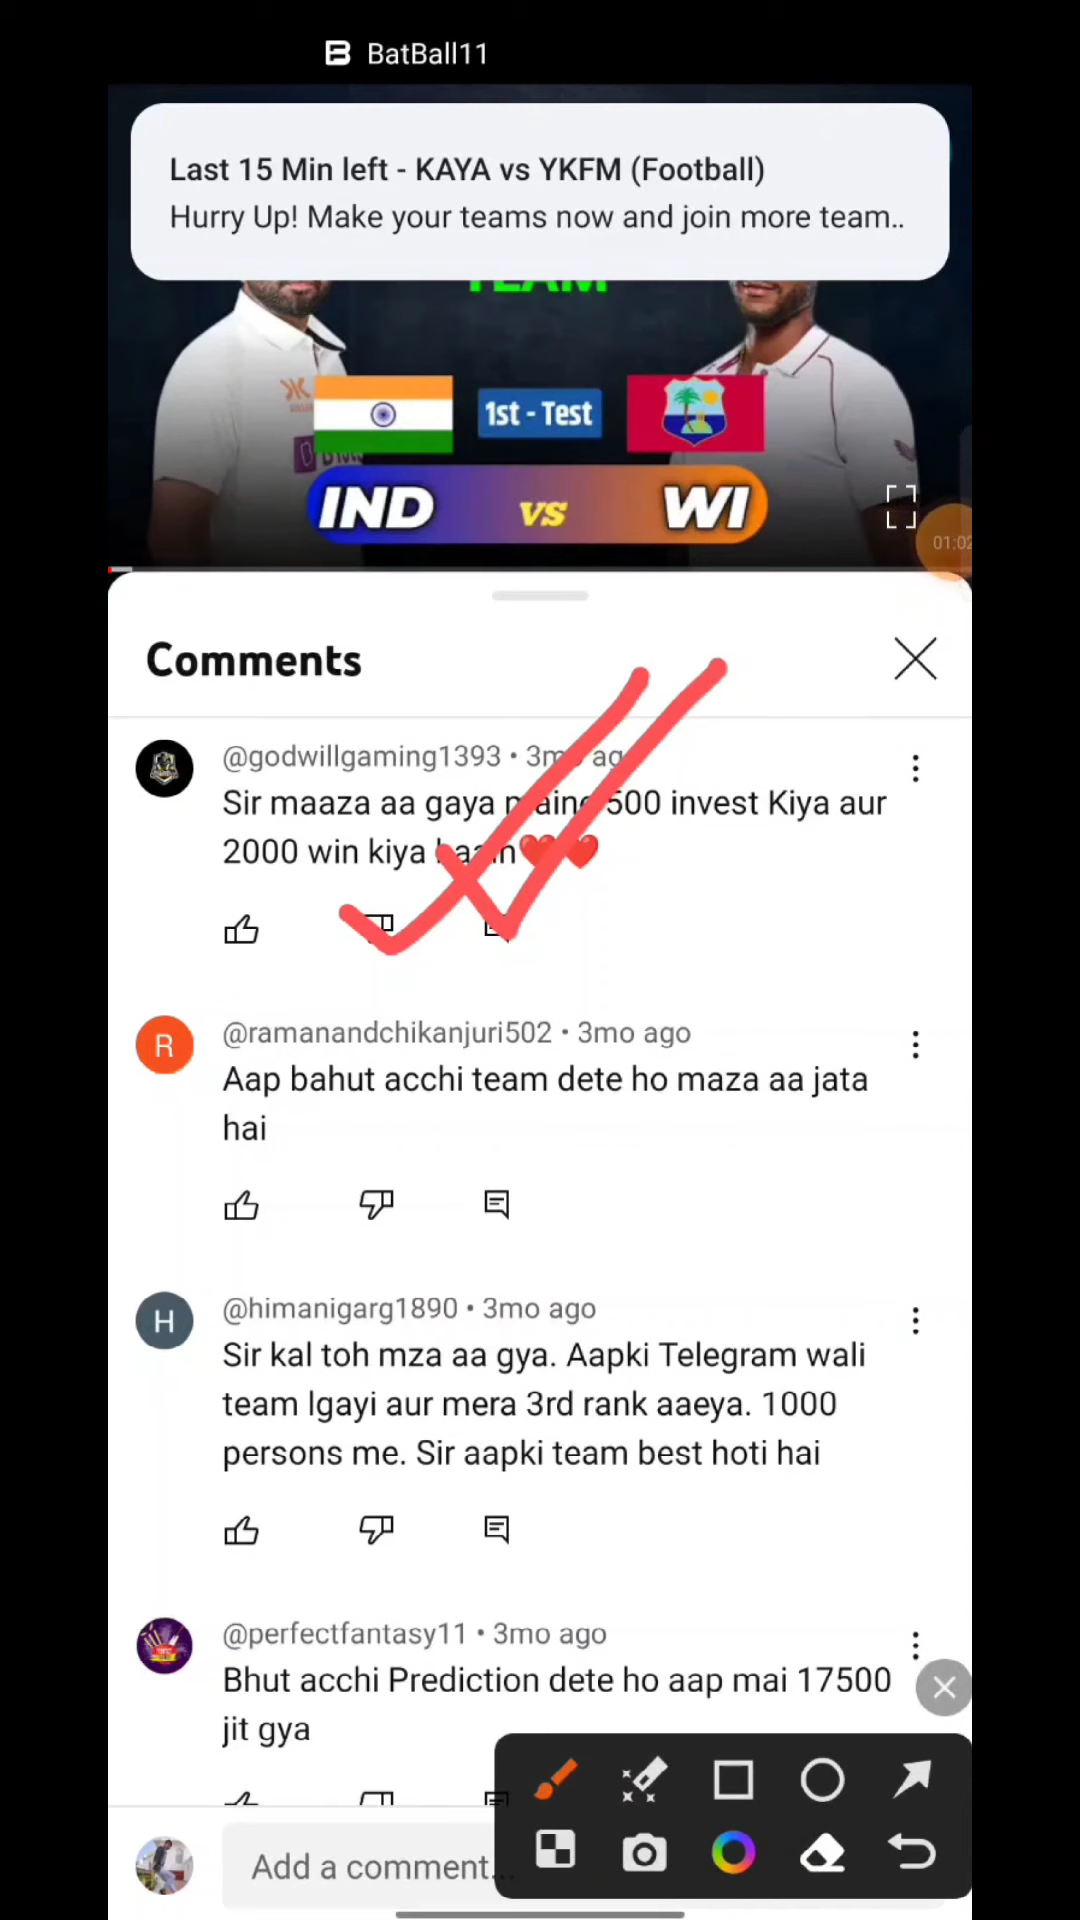 BatBall11
Last 15 Min left - KAYA vs YKFM (Football)
Hurry Up! Make your teams now and join more team..
1st - Test
IND vs WI
01:02
Comments
@godwillgaming1393 • 3mo ago
Sir maaza aa gaya maine 500 invest Kiya aur
2000 win kiya haain❤️❤️
R
@ramanandchikanjuri502 • 3mo ago
Aap bahut acchi team dete ho maza aa jata
hai
H
@himanigarg1890 • 3mo ago
Sir kal toh mza aa gya. Aapki Telegram wali
team lgayi aur mera 3rd rank aaeya. 1000
persons me. Sir aapki team best hoti hai
@perfectfantasy11 • 3mo ago
Bhut acchi Prediction dete ho aap mai 17500
jit gya
Add a comment...